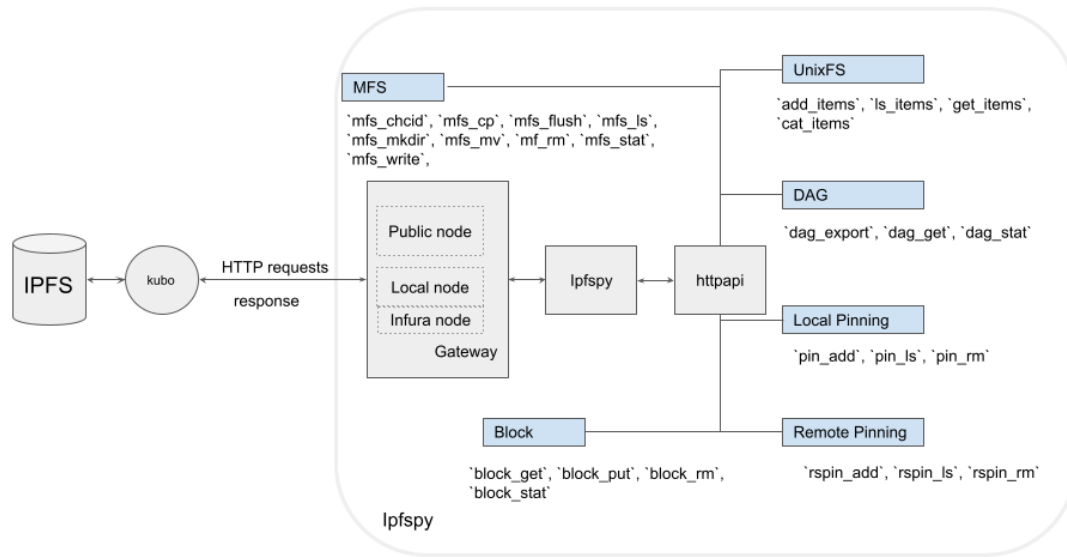 MFS
`mfs_chcid`, `mfs_cp`, `mfs_flush`, `mfs_ls`,
`mfs_mkdir`, `mfs_mv`, `mf_rm`, `mfs_stat`,
`mfs_write`,
UnixFS
`add_items`, `ls_items`, `get_items`,
`cat_items`
DAG
`dag_export`, `dag_get`, `dag_stat`
IPFS
kubo
HTTP requests
response
Public node
Local node
Infura node
Gateway
Ipfspy
httpapi
Local Pinning
`pin_add`, `pin_ls`, `pin_rm`
Block
`block_get`, `block_put`, `block_rm`,
`block_stat`
Remote Pinning
`rspin_add`, `rspin_ls`, `rspin_rm`
Ipfspy